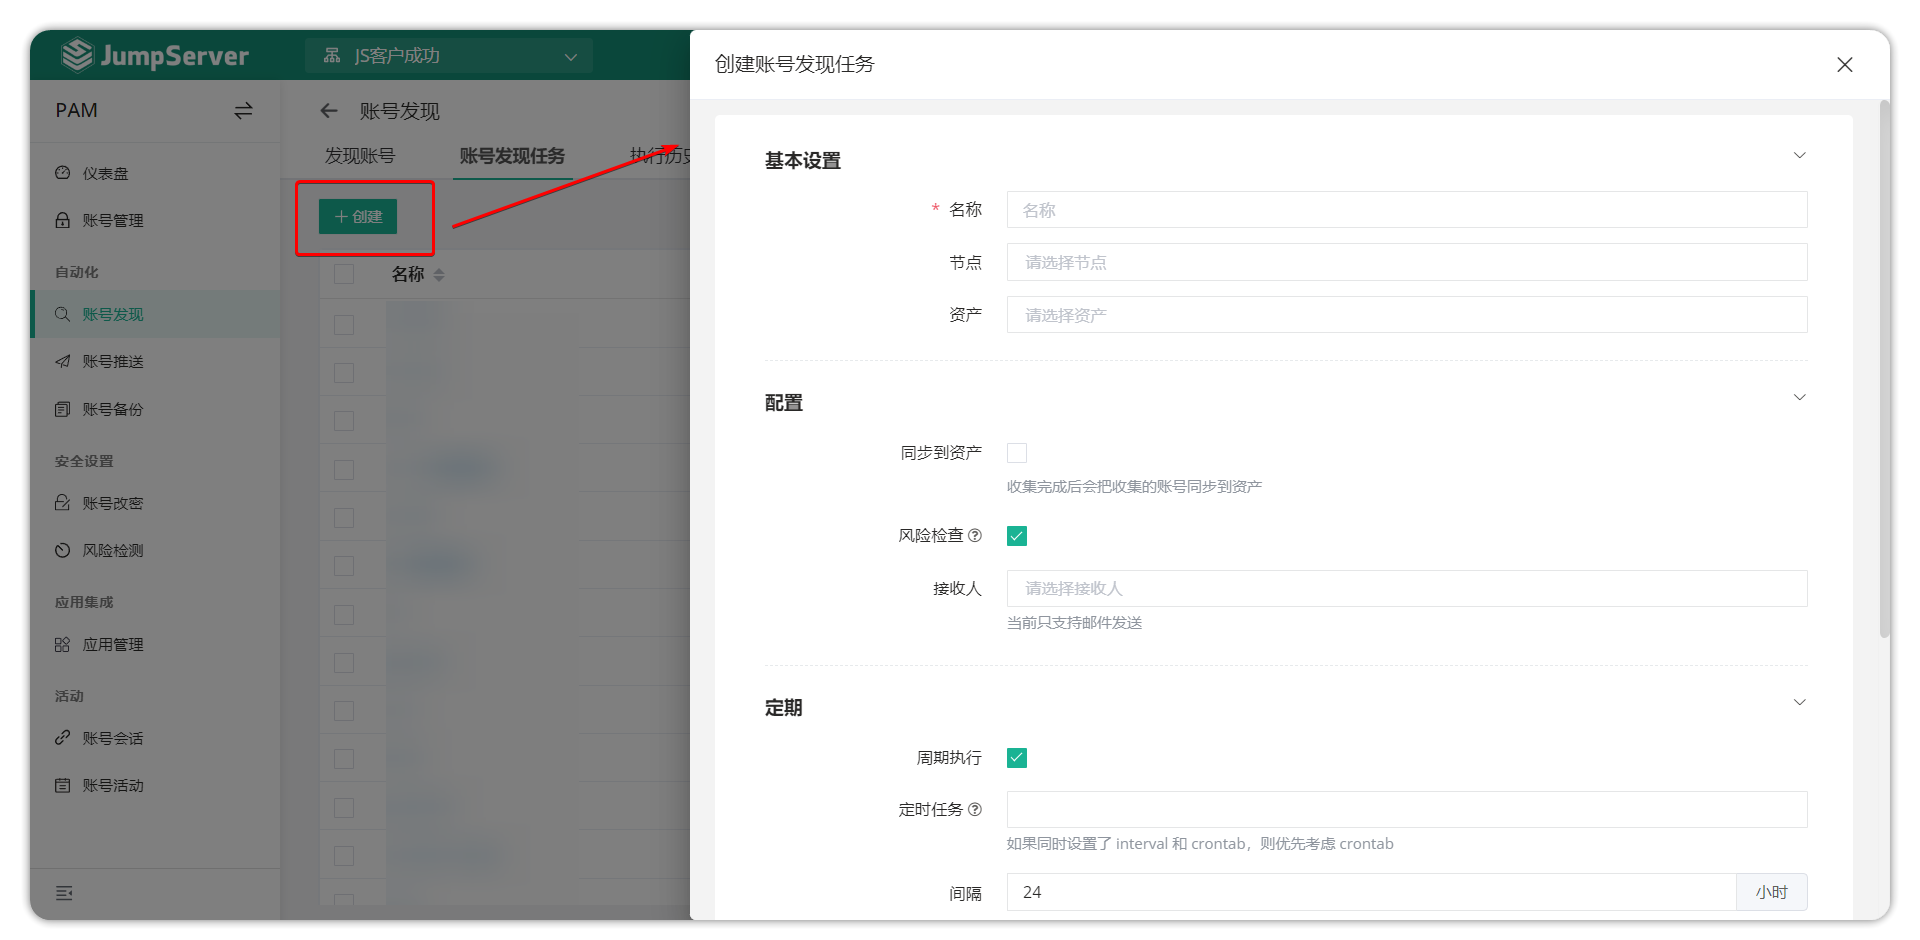 JumpServer
JS客户成功
PAM
仪表盘
账号管理
自动化
账号发现
账号推送
账号备份
安全设置
账号改密
风险检测
应用集成
应用管理
活动
账号会话
账号活动
账号发现
发现账号
账号发现任务
执行历史
创建
名称
创建账号发现任务
基本设置
* 名称
名称
节点
请选择节点
资产
请选择资产
配置
同步到资产
收集完成后会把收集的账号同步到资产
风险检查
接收人
请选择接收人
当前只支持邮件发送
定期
周期执行
定时任务
如果同时设置了 interval 和 crontab，则优先考虑 crontab
间隔
24
小时